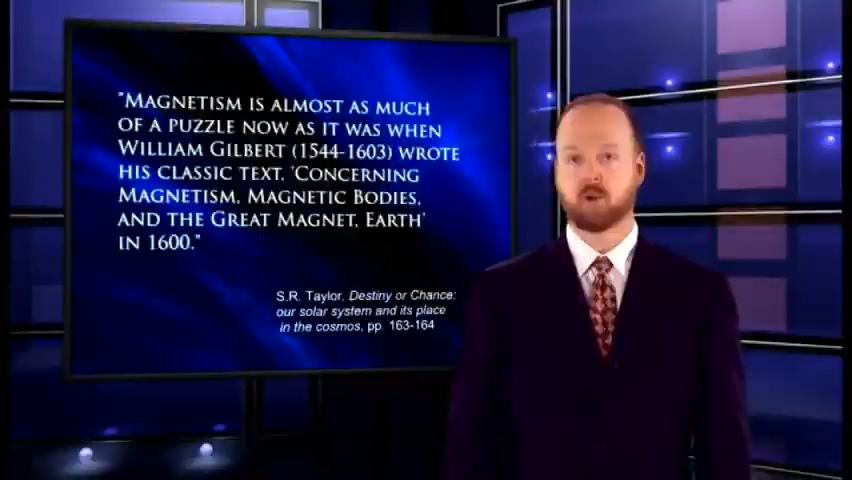 "Magnetism is almost as much
of a puzzle now as it was when
William Gilbert (1544-1603) wrote
his classic text, 'Concerning
Magnetism, Magnetic Bodies,
and the Great Magnet, Earth'
in 1600."
S.R. Taylor, Destiny or Chance:
our solar system and its place
in the cosmos, pp. 163-164